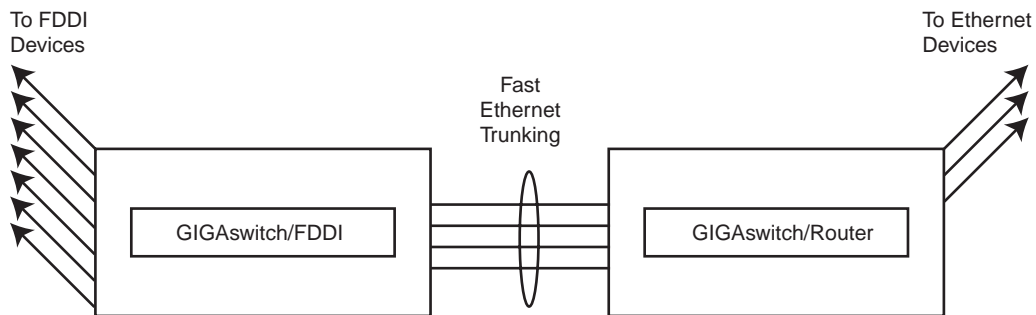 To FDDI
Devices
To Ethernet
Devices
Fast
Ethernet
Trunking
GIGAswitch/FDDI
GIGAswitch/Router